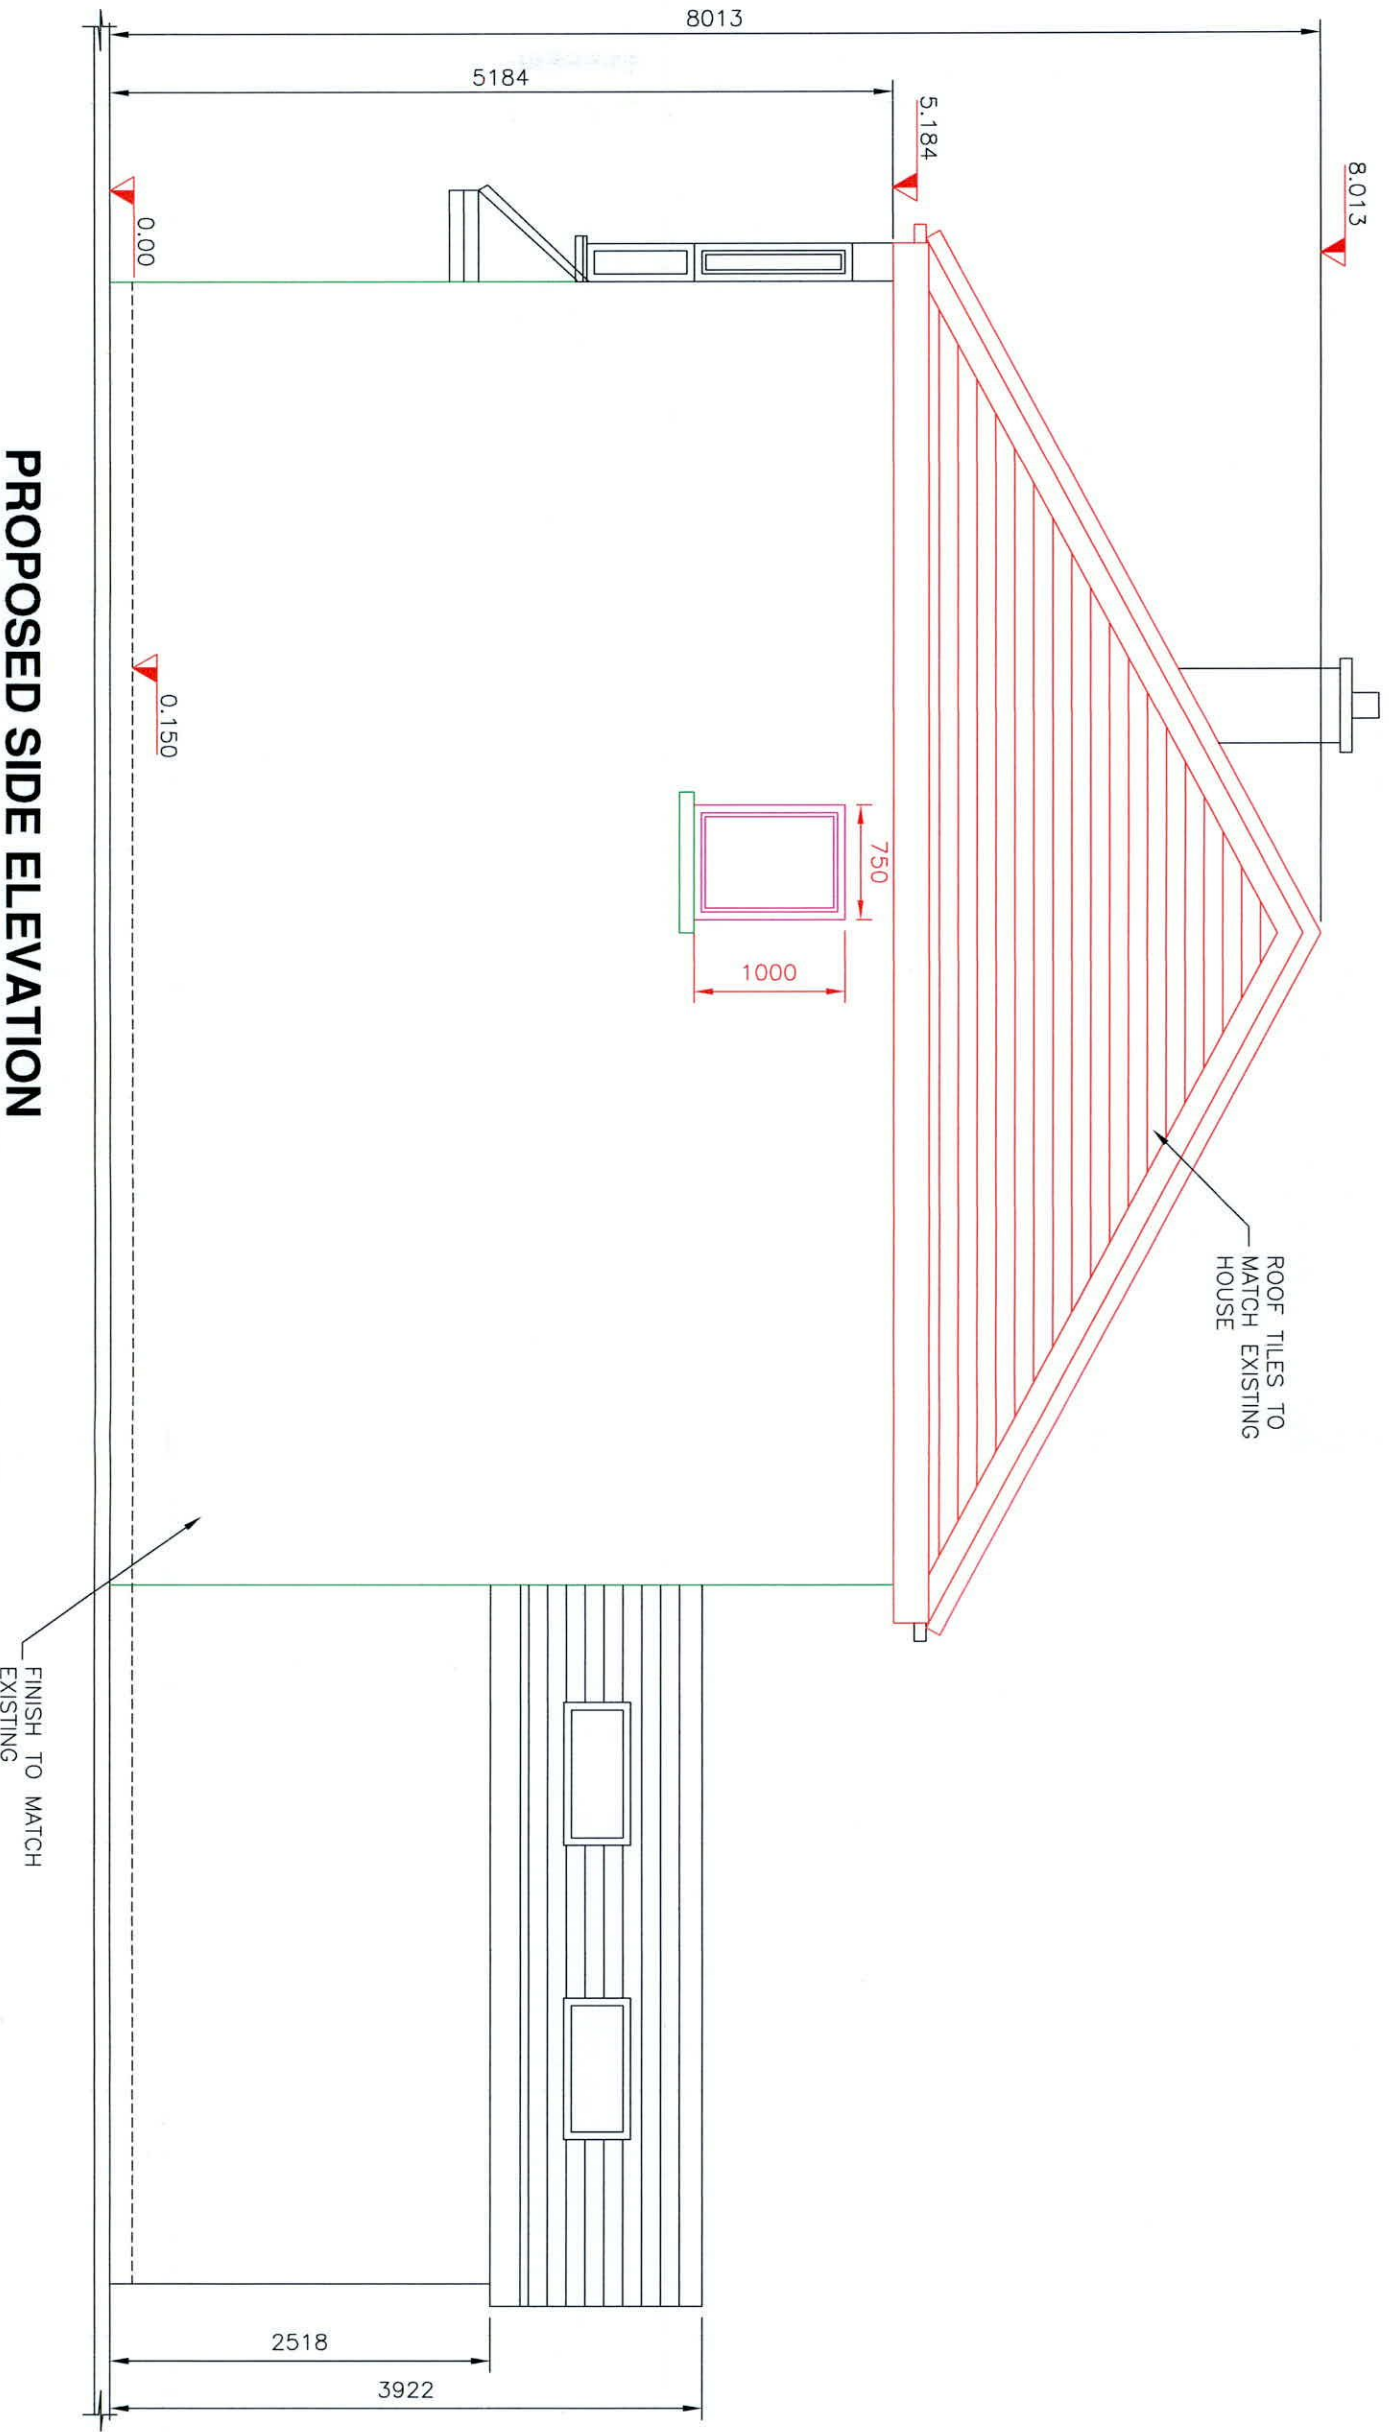 8013
5184
8.013
5.184
0.00
0.150
750
1000
ROOF TILES TO
MATCH EXISTING
HOUSE
FINISH TO MATCH
EXISTING
2518
3922
PROPOSED SIDE ELEVATION